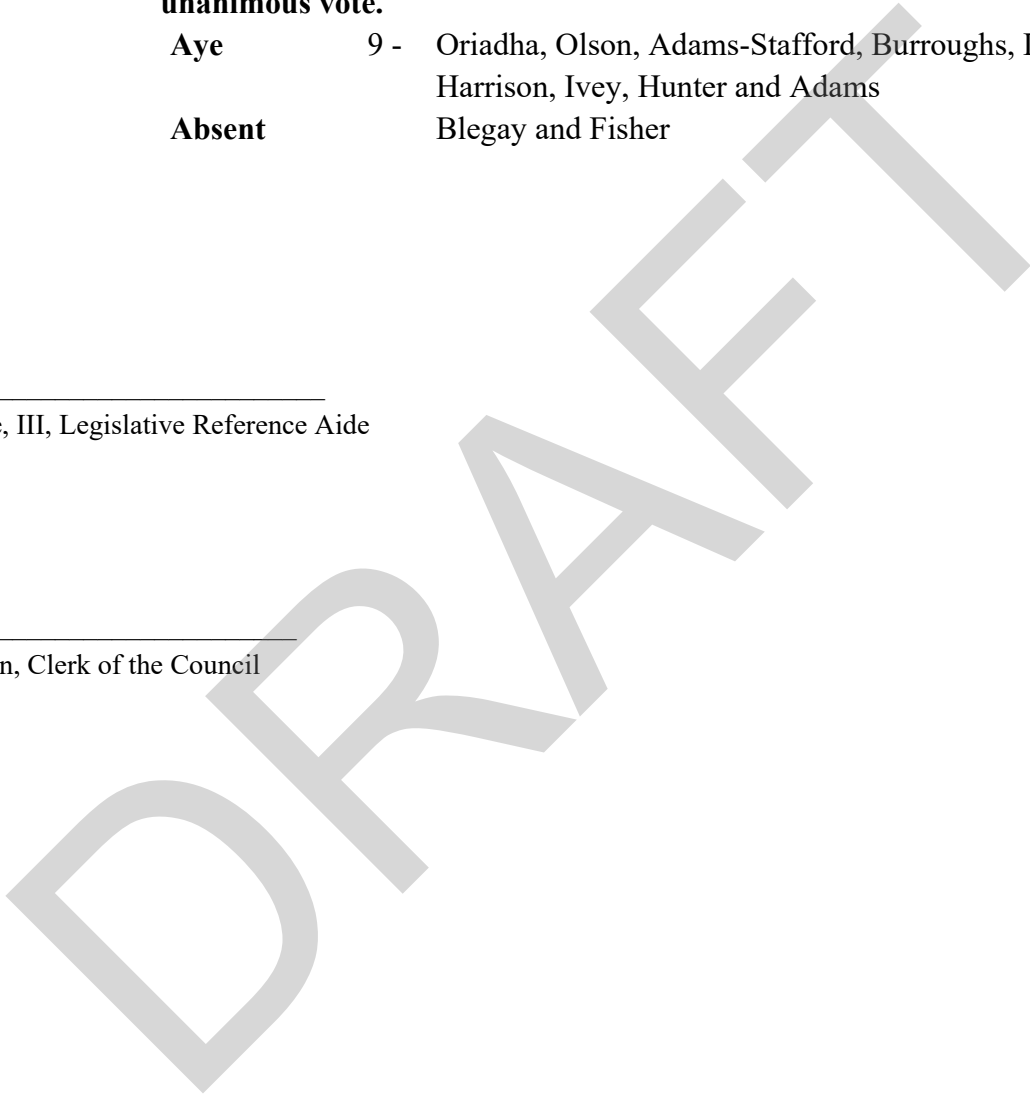 unanimous vote.
Aye 9 - Oriadha, Olson, Adams-Stafford, Burroughs,
Harrison, Ivey, Hunter and Adams
Absent Blegay and Fisher
, III, Legislative Reference Aide
n, Clerk of the Council
DRAFT